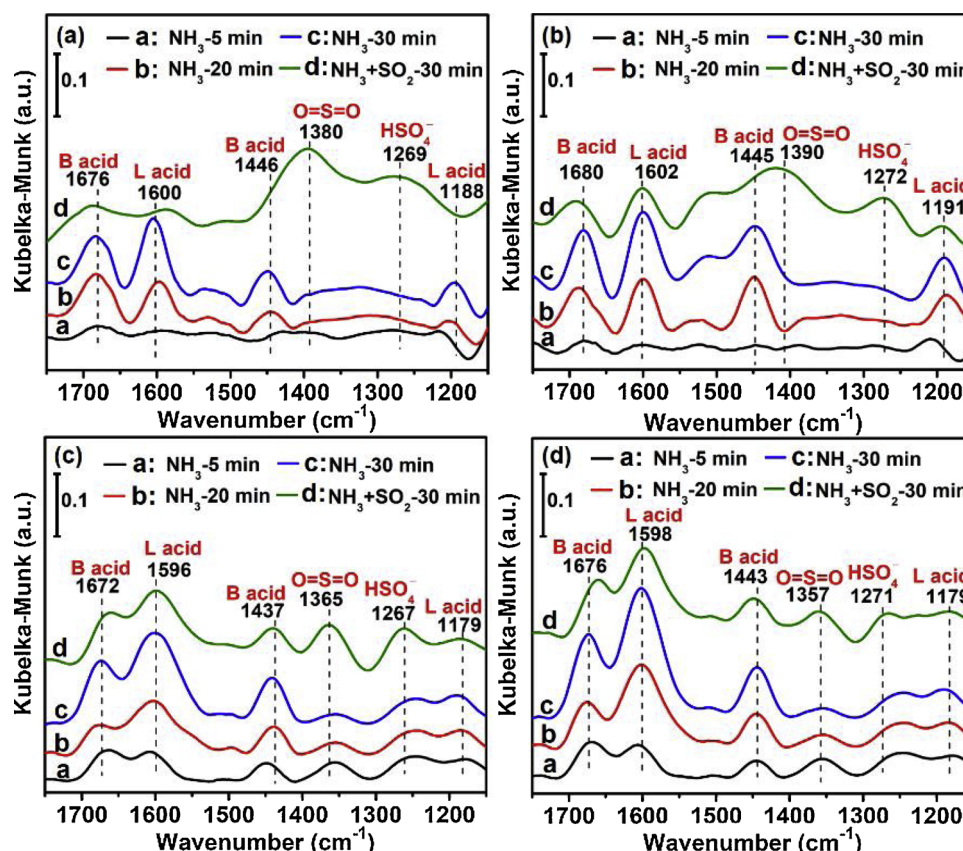 (a) a: NH₃-5 min c:NH₃-30 min
0.1 b: NH₃-20 min d:NH₃+SO₂-30 min
O=S=O
1380
HSO₄⁻
1269
B acid
1676
L acid
1600
B acid
1446
L acid
1188
d
c
b
a
Kubelka-Munk (a.u.)
1700 1600 1500 1400 1300 1200
Wavenumber (cm⁻¹)
(b) a: NH₃-5 min c:NH₃-30 min
0.1 b: NH₃-20 min d:NH₃+SO₂-30 min
B acid
1680
L acid
1602
B acid
1445
O=S=O
1390
HSO₄⁻
1272
L acid
1191
d
c
b
a
Kubelka-Munk (a.u.)
1700 1600 1500 1400 1300 1200
Wavenumber (cm⁻¹)
(c) a: NH₃-5 min c:NH₃-30 min
0.1 b: NH₃-20 min d:NH₃+SO₂-30 min
B acid
1672
L acid
1596
B acid
1437
O=S=O
1365
HSO₄⁻
1267
L acid
1179
d
c
b
a
Kubelka-Munk (a.u.)
1700 1600 1500 1400 1300 1200
Wavenumber (cm⁻¹)
(d) a: NH₃-5 min c:NH₃-30 min
0.1 b: NH₃-20 min d:NH₃+SO₂-30 min
L acid
1598
B acid
1676
B acid
1443
O=S=O
1357
HSO₄⁻
1271
L acid
1179
d
c
b
a
Kubelka-Munk (a.u.)
1700 1600 1500 1400 1300 1200
Wavenumber (cm⁻¹)